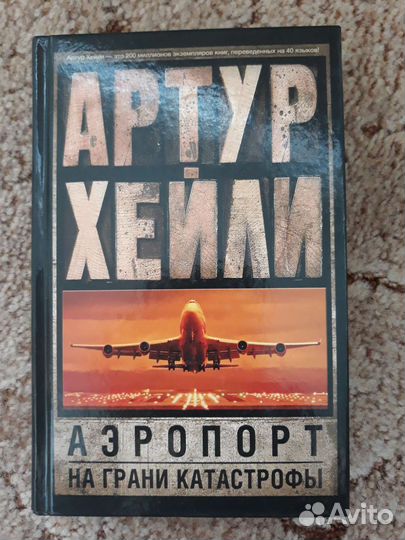 Артур Хейли — это 200 миллионов экземпляров книг, переведенных на 40 языков!
АРТУР
ХЕЙЛИ
АЭРОПОРТ
НА ГРАНИ КАТАСТРОФЫ
Avito